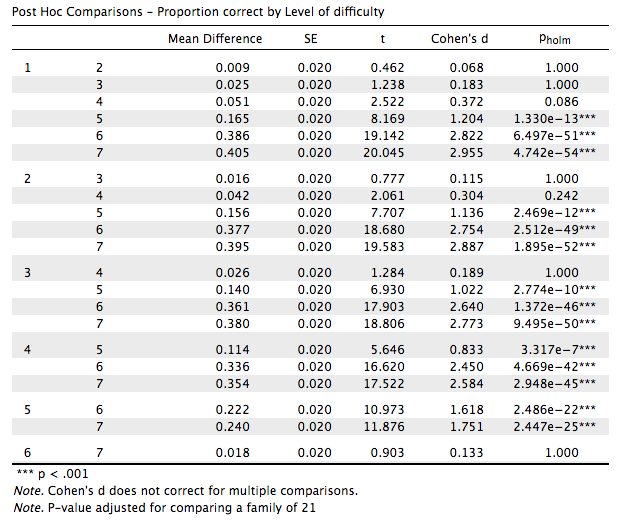 Post Hoc Comparisons - Proportion correct by Level of difficulty
Mean Difference SE t Cohen's d pholm
1 2 0.009 0.020 0.462 0.068 1.000
3 0.025 0.020 1.238 0.183 1.000
4 0.051 0.020 2.522 0.372 0.086
5 0.165 0.020 8.169 1.204 1.330e-13***
6 0.386 0.020 19.142 2.822 6.497e-51***
7 0.405 0.020 20.045 2.955 4.742e-54***
2 3 0.016 0.020 0.777 0.115 1.000
4 0.042 0.020 2.061 0.304 0.242
5 0.156 0.020 7.707 1.136 2.469e-12***
6 0.377 0.020 18.680 2.754 2.512e-49***
7 0.395 0.020 19.583 2.887 1.895e-52***
3 4 0.026 0.020 1.284 0.189 1.000
5 0.140 0.020 6.930 1.022 2.774e-10***
6 0.361 0.020 17.903 2.640 1.372e-46***
7 0.380 0.020 18.806 2.773 9.495e-50***
4 5 0.114 0.020 5.646 0.833 3.317e-7***
6 0.336 0.020 16.620 2.450 4.669e-42***
7 0.354 0.020 17.522 2.584 2.948e-45***
5 6 0.222 0.020 10.973 1.618 2.486e-22***
7 0.240 0.020 11.876 1.751 2.447e-25***
6 7 0.018 0.020 0.903 0.133 1.000
*** p < .001
Note. Cohen's d does not correct for multiple comparisons.
Note. P-value adjusted for comparing a family of 21